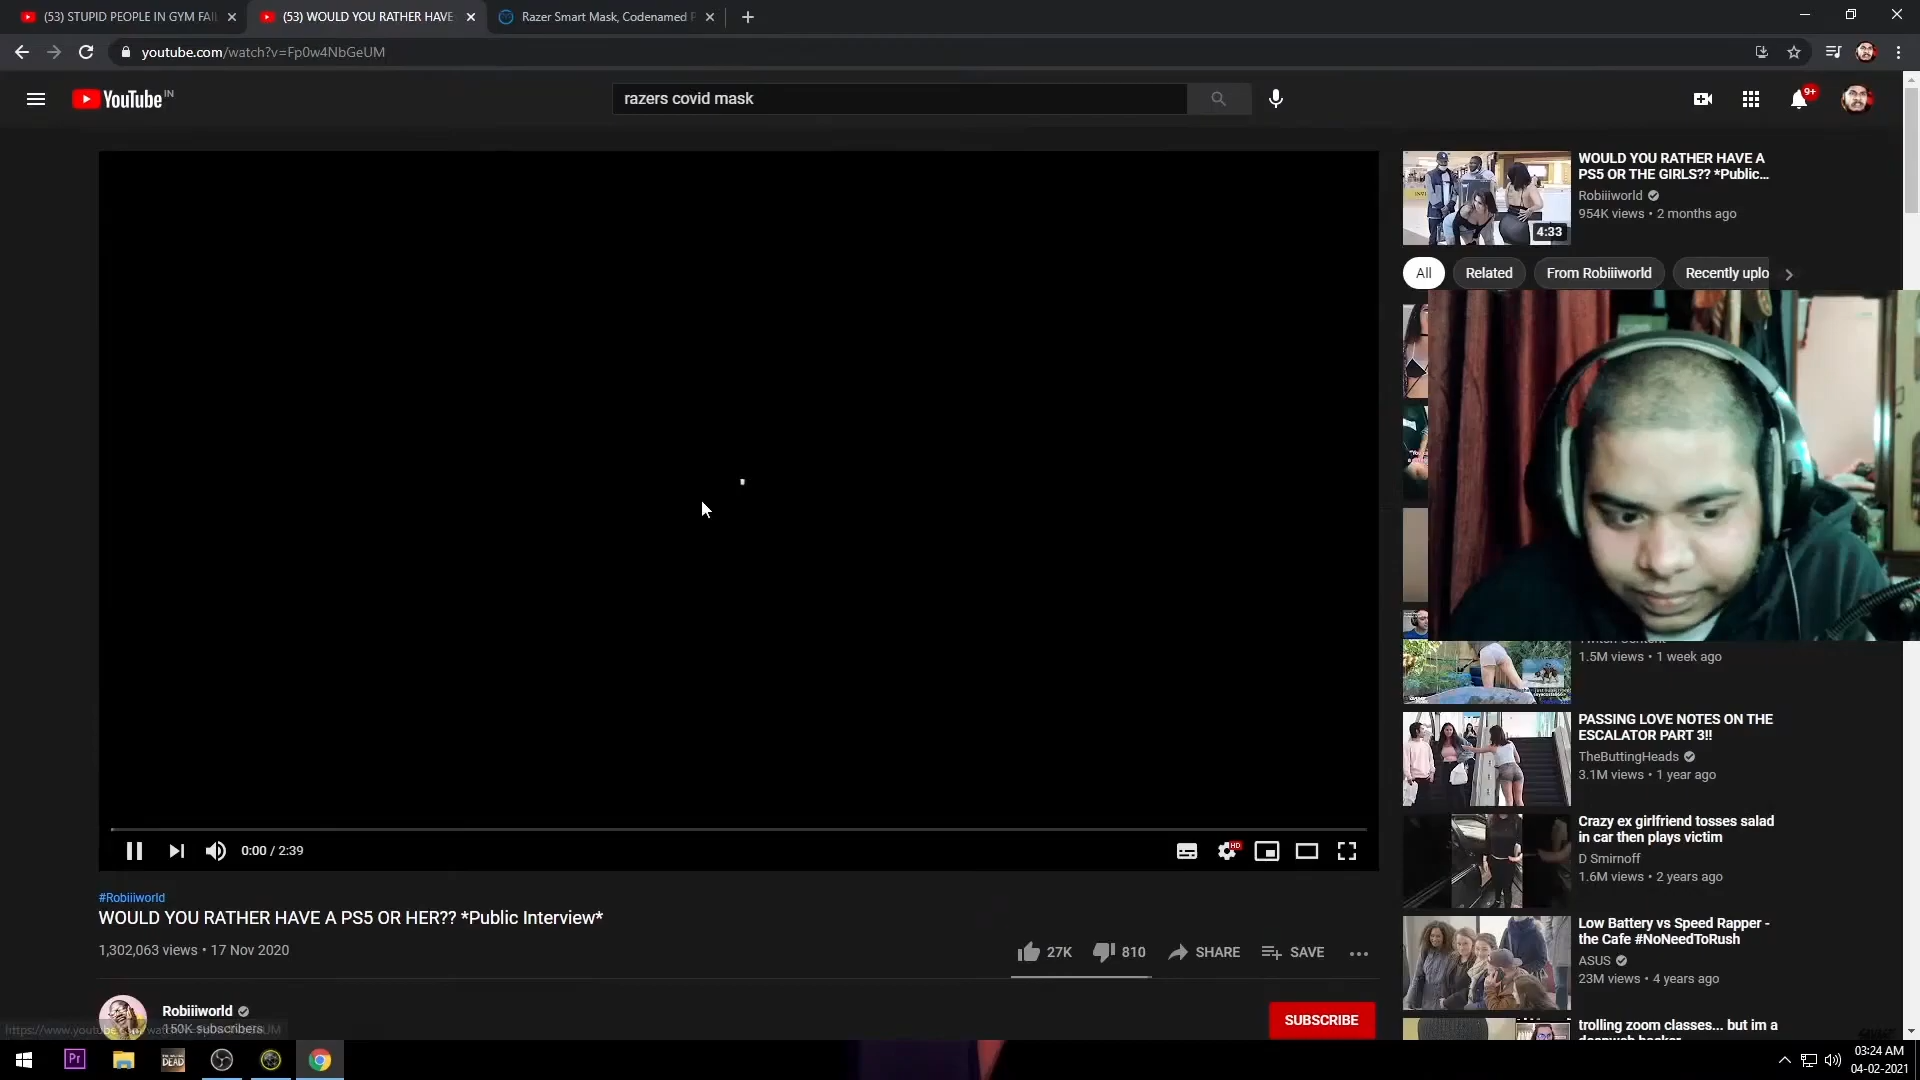 (53) STUPID PEOPLE IN GYM FAI
(53) WOULD YOU RATHER HAVE
Razer Smart Mask, Codenamed P
youtube.com/watch?v=Fp0w4NbGeUM
YouTube IN
razers covid mask
9+
WOULD YOU RATHER HAVE A
PS5 OR THE GIRLS?? *Public...
Robiiiworld
954K views • 2 months ago
4:33
All
Related
From Robiiiworld
Recently uplo
1.5M views • 1 week ago
PASSING LOVE NOTES ON THE
ESCALATOR PART 3!!
TheButtingHeads
3.1M views • 1 year ago
Crazy ex girlfriend tosses salad
in car then plays victim
D Smirnoff
1.6M views • 2 years ago
Low Battery vs Speed Rapper -
the Cafe #NoNeedToRush
ASUS
23M views • 4 years ago
trolling zoom classes... but im a
0:00 / 2:39
HD
#Robiiiworld
WOULD YOU RATHER HAVE A PS5 OR HER?? *Public Interview*
1,302,063 views • 17 Nov 2020
27K
810
SHARE
SAVE
Robiiiworld
150K subscribers
SUBSCRIBE
Pr
DEAD
03:24 AM
04-02-2021